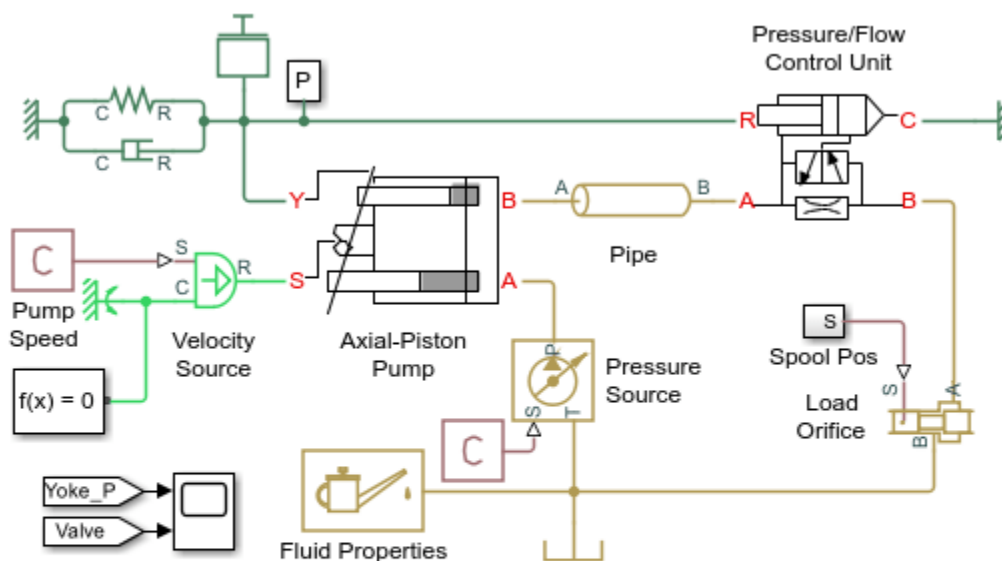 Pressure/Flow
Control Unit
P
C R
C R
R C
Y
B A B A B
Pipe
C
S
C
R
S
A
Pump
Speed
Velocity
Source
Axial-Piston
Pump
f(x) = 0
P
S T
Pressure
Source
C
S
Spool Pos
S A
B
Load
Orifice
Yoke_P
Valve
Fluid Properties